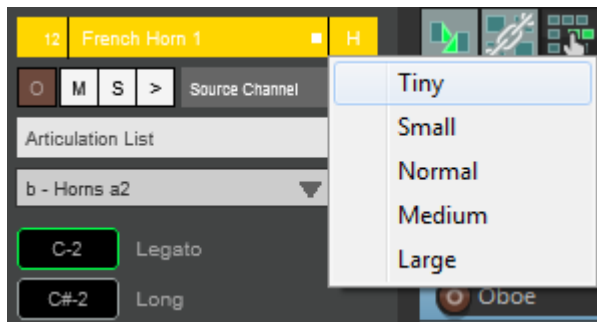 12 French Horn 1 H
O M S > Source Channel
Articulation List
b - Horns a2
C-2 Legato
C#-2 Long
Tiny
Small
Normal
Medium
Large
O Oboe